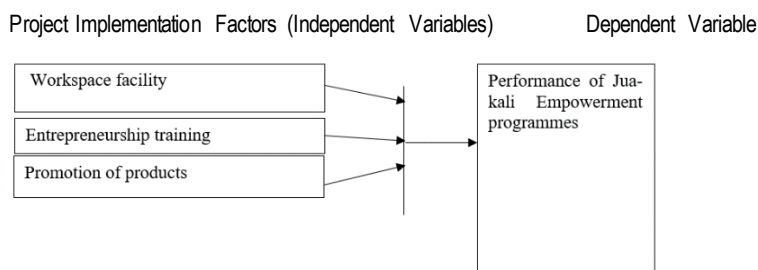 Project Implementation Factors (Independent Variables) Dependent Variable
Workspace facility
Entrepreneurship training
Promotion of products
Performance of Jua-
kali Empowerment
programmes